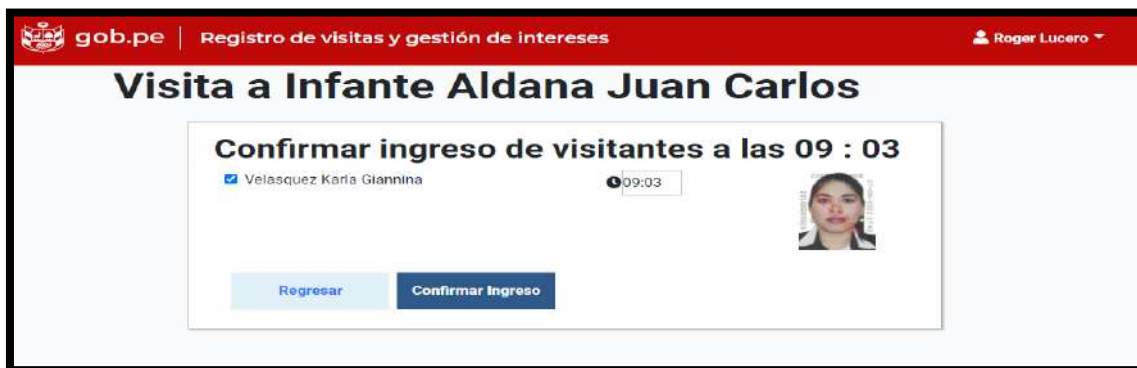 gob.pe | Registro de visitas y gestión de intereses Roger Lucero
Visita a Infante Aldana Juan Carlos
Confirmar ingreso de visitantes a las 09 : 03
Velasquez Karla Giannina 09:03
Regresar Confirmar Ingreso